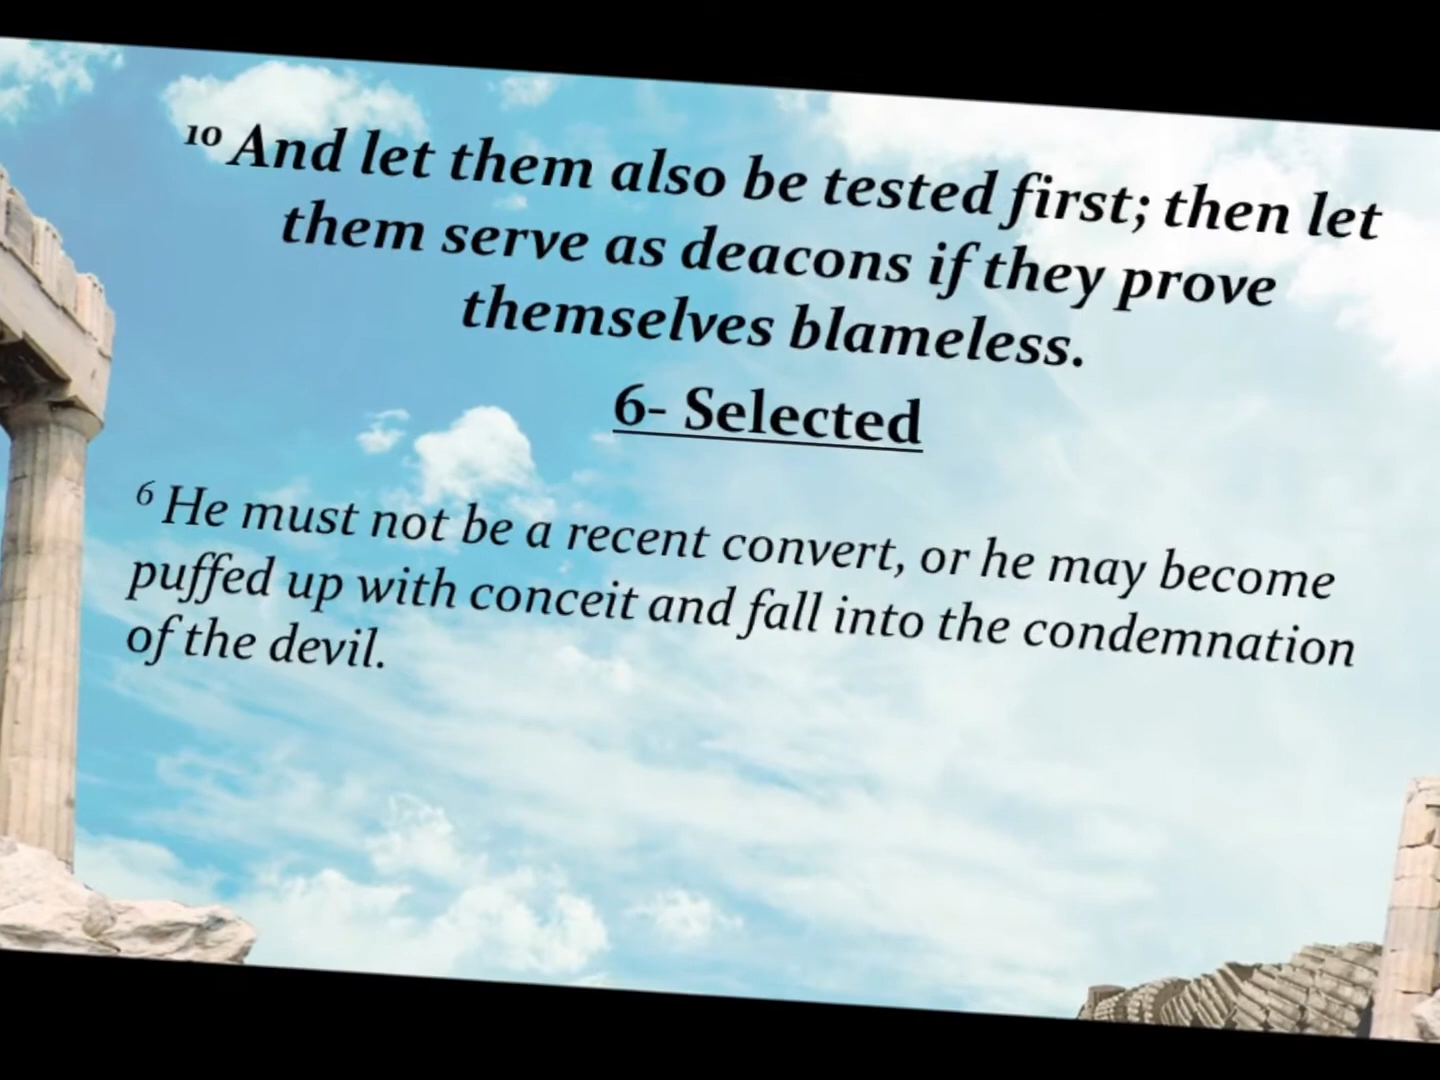 10 And let them also be tested first; then let
them serve as deacons if they prove
themselves blameless.
6- Selected
6 He must not be a recent convert, or he may become
puffed up with conceit and fall into the condemnation
of the devil.